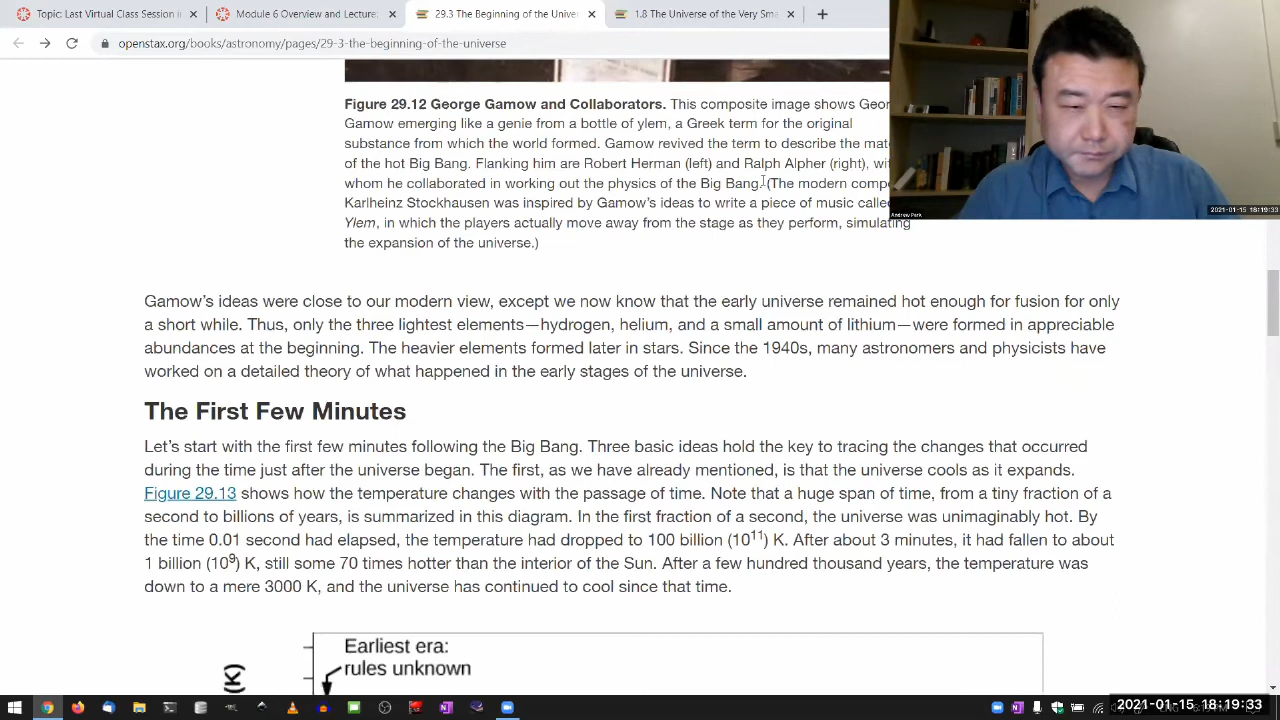 Topic: Last Virtual Class Session i
Module 6 Overview and Lecture:
29.3 The Beginning of the Univer
1.8 The Universe of the Very Sma
openstax.org/books/astronomy/pages/29-3-the-beginning-of-the-universe
Figure 29.12 George Gamow and Collaborators. This composite image shows Geor
Gamow emerging like a genie from a bottle of ylem, a Greek term for the original
substance from which the world formed. Gamow revived the term to describe the mat
of the hot Big Bang. Flanking him are Robert Herman (left) and Ralph Alpher (right), wit
whom he collaborated in working out the physics of the Big Bang. (The modern compo
Karlheinz Stockhausen was inspired by Gamow's ideas to write a piece of music called
Ylem, in which the players actually move away from the stage as they perform, simulating
the expansion of the universe.)
Andrew Park
2021-01-15 18:19:33
Gamow's ideas were close to our modern view, except we now know that the early universe remained hot enough for fusion for only
a short while. Thus, only the three lightest elements—hydrogen, helium, and a small amount of lithium—were formed in appreciable
abundances at the beginning. The heavier elements formed later in stars. Since the 1940s, many astronomers and physicists have
worked on a detailed theory of what happened in the early stages of the universe.
The First Few Minutes
Let's start with the first few minutes following the Big Bang. Three basic ideas hold the key to tracing the changes that occurred
during the time just after the universe began. The first, as we have already mentioned, is that the universe cools as it expands.
Figure 29.13 shows how the temperature changes with the passage of time. Note that a huge span of time, from a tiny fraction of a
second to billions of years, is summarized in this diagram. In the first fraction of a second, the universe was unimaginably hot. By
the time 0.01 second had elapsed, the temperature had dropped to 100 billion (10¹¹) K. After about 3 minutes, it had fallen to about
1 billion (10⁹) K, still some 70 times hotter than the interior of the Sun. After a few hundred thousand years, the temperature was
down to a mere 3000 K, and the universe has continued to cool since that time.
Earliest era:
rules unknown
(K)
2021-01-15 18:19:33